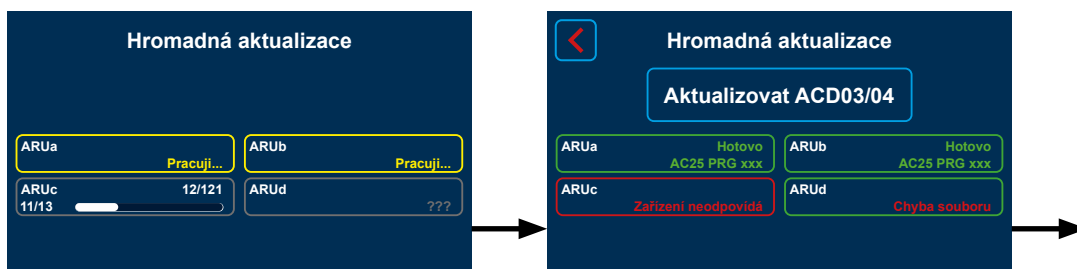 Hromadná aktualizace
ARUa
Pracuji...
ARUb
Pracuji...
ARUc 12/121
11/13
ARUd
???
Hromadná aktualizace
Aktualizovat ACD03/04
ARUa Hotovo
AC25 PRG xxx
ARUb Hotovo
AC25 PRG xxx
ARUc
Zařízení neodpovídá
ARUd
Chyba souboru